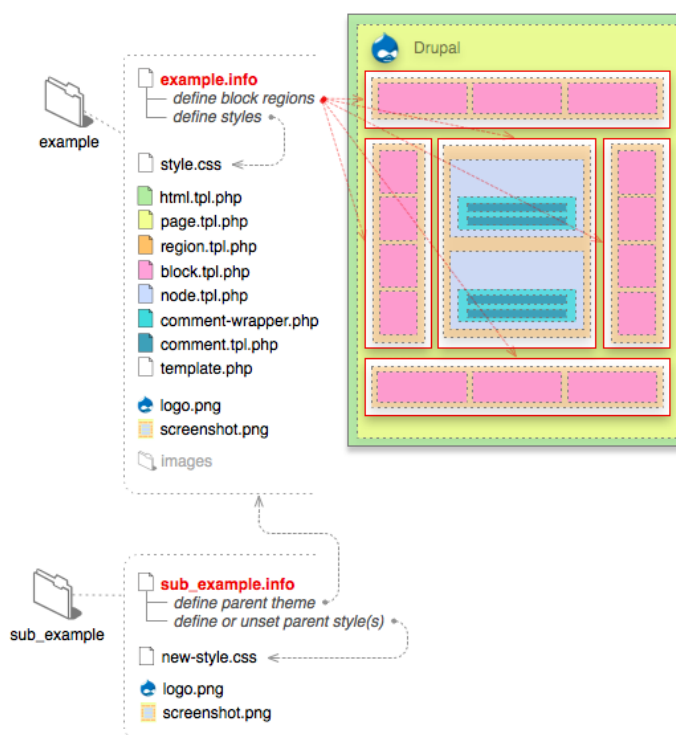 Drupal
example.info
define block regions
define styles
example
style.css
html.tpl.php
page.tpl.php
region.tpl.php
block.tpl.php
node.tpl.php
comment-wrapper.php
comment.tpl.php
template.php
logo.png
screenshot.png
images
sub_example.info
define parent theme
define or unset parent style(s)
sub_example
new-style.css
logo.png
screenshot.png